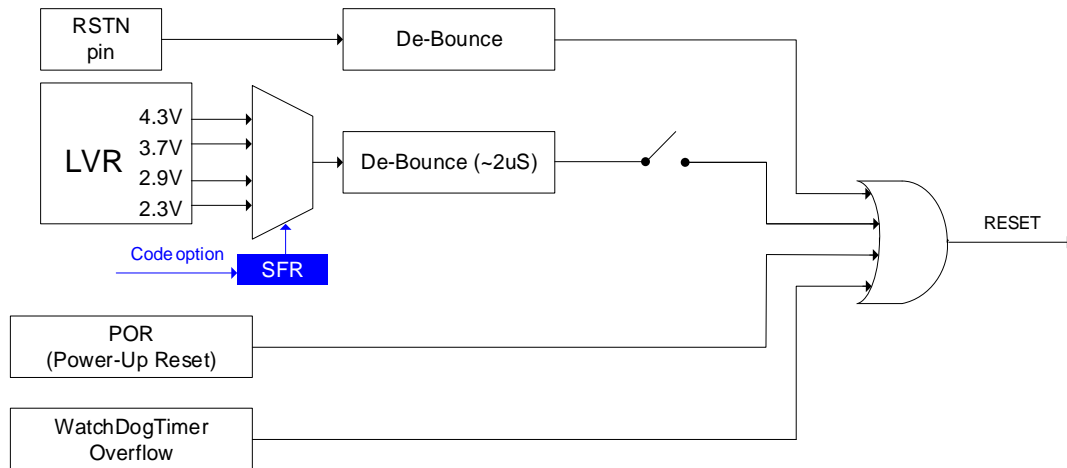 RSTN
pin
De-Bounce
LVR
4.3V
3.7V
2.9V
2.3V
De-Bounce (~2uS)
RESET
Code option
SFR
POR
(Power-Up Reset)
WatchDogTimer
Overflow